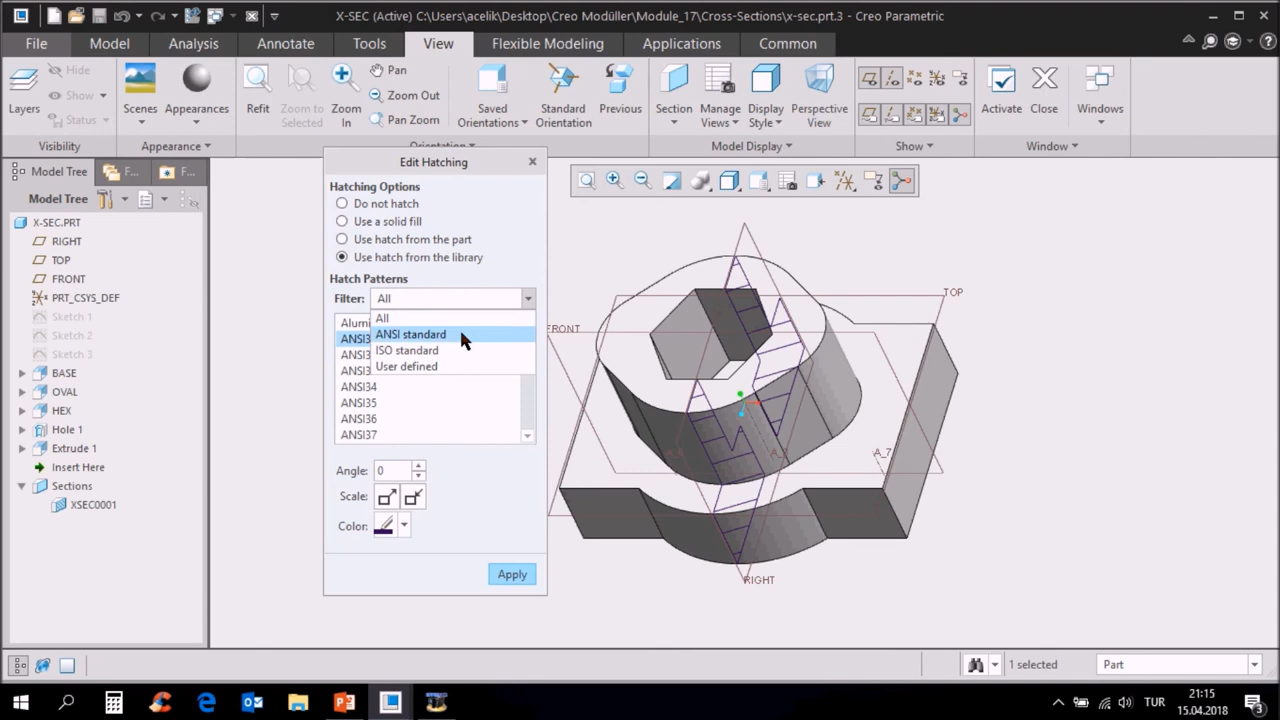 X-SEC (Active) C:\Users\acelik\Desktop\Creo Modüller\Module_17\Cross-Sections\x-sec.prt.3 - Creo Parametric
File Model Analysis Annotate Tools View Flexible Modeling Applications Common
Layers
Hide
Show
Status
Visibility
Scenes
Appearances
Appearance
Refit
Zoom to Selected
Zoom In
Pan
Zoom Out
Pan Zoom
Saved Orientations
Standard Orientation
Previous
Section
Manage Views
Display Style
Perspective View
Model Display
Show
Activate
Close
Windows
Window
Model Tree F... F...
Model Tree
X-SEC.PRT
RIGHT
TOP
FRONT
PRT_CSYS_DEF
Sketch 1
Sketch 2
Sketch 3
BASE
OVAL
HEX
Hole 1
Extrude 1
Insert Here
Sections
XSEC0001
Edit Hatching
Hatching Options
Do not hatch
Use a solid fill
Use hatch from the part
Use hatch from the library
Hatch Patterns
Filter: All
All
ANSI standard
ISO standard
User defined
ANSI34
ANSI35
ANSI36
ANSI37
Angle: 0
Scale:
Color:
Apply
TOP
FRONT
RIGHT
A_7
1 selected
Part
TUR
21:15
15.04.2018
3